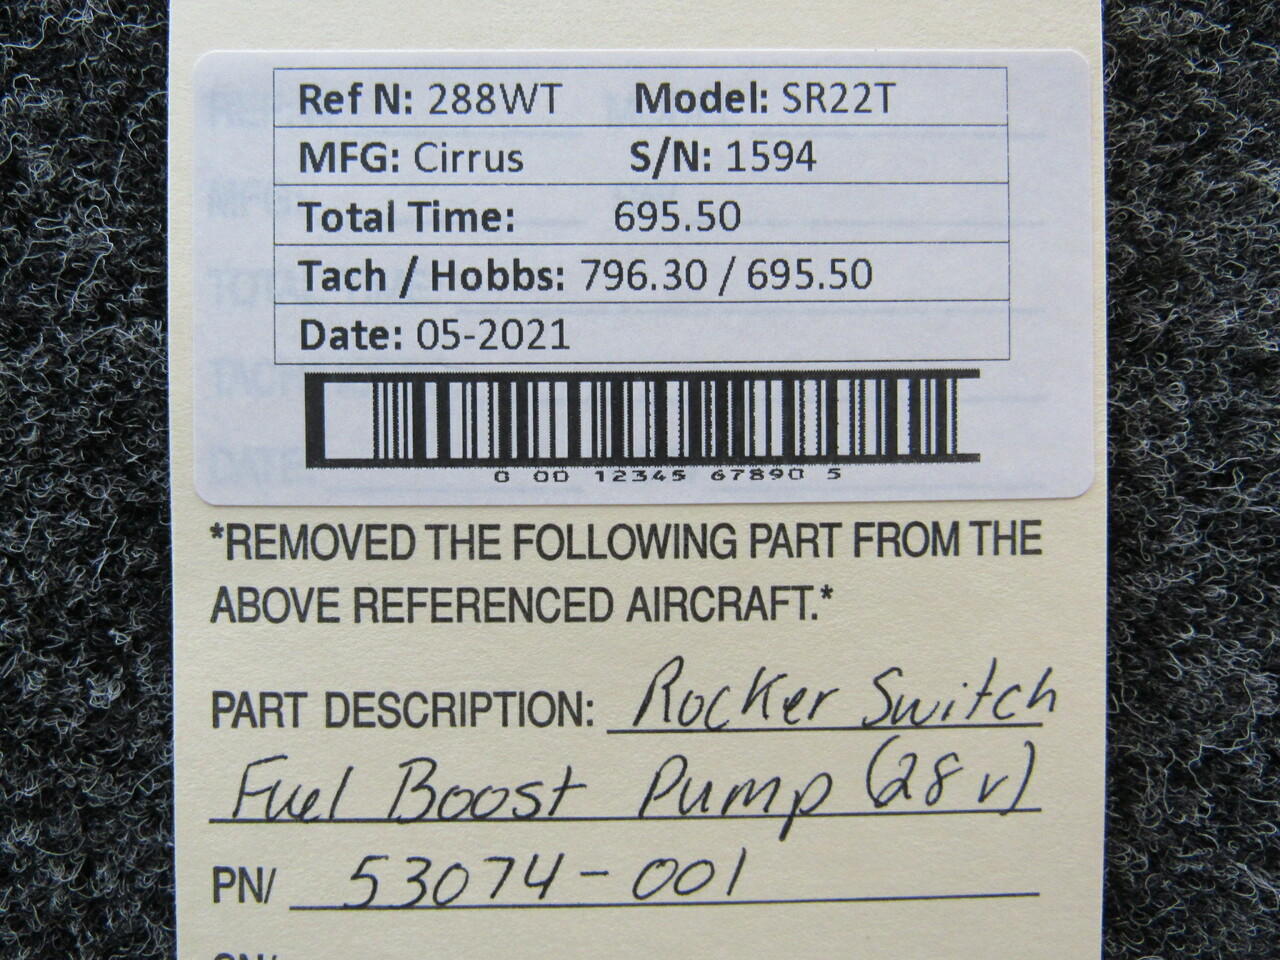 Ref N: 288WT Model: SR22T
MFG: Cirrus S/N: 1594
Total Time: 695.50
Tach / Hobbs: 796.30 / 695.50
Date: 05-2021
0 00 12345 67890 5
*REMOVED THE FOLLOWING PART FROM THE
ABOVE REFERENCED AIRCRAFT.*
PART DESCRIPTION: Rocker Switch
Fuel Boost Pump (28v)
PN/ 53074-001